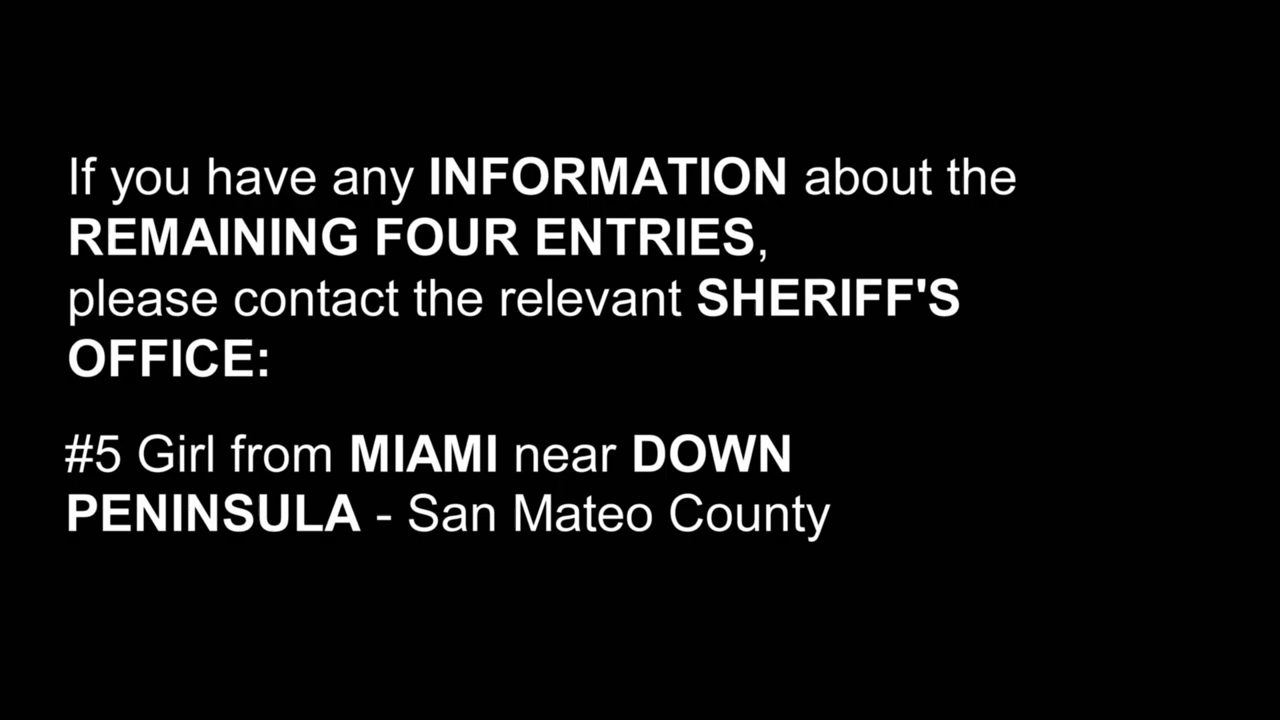 If you have any INFORMATION about the
REMAINING FOUR ENTRIES,
please contact the relevant SHERIFF'S
OFFICE:
#5 Girl from MIAMI near DOWN
PENINSULA - San Mateo County